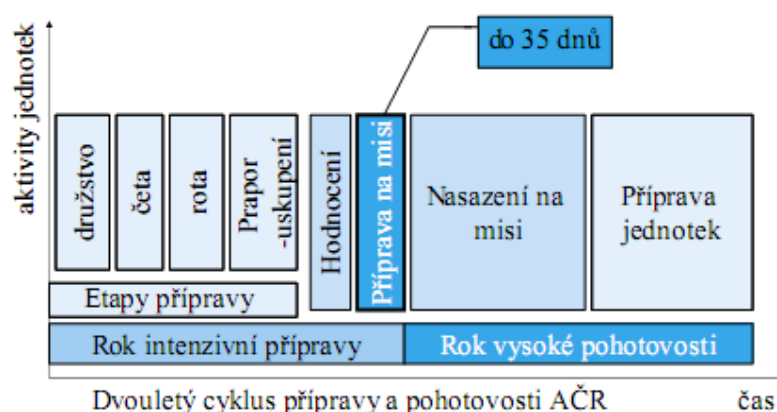 do 35 dnů
aktivity jednotek
družstvo
četa
rota
Prapor
-uskupení
Hodnocení
Příprava na misi
Nasazení na
misi
Příprava
jednotek
Etapy přípravy
Rok intenzivní přípravy
Rok vysoké pohotovosti
Dvouletý cyklus přípravy a pohotovosti AČR
čas